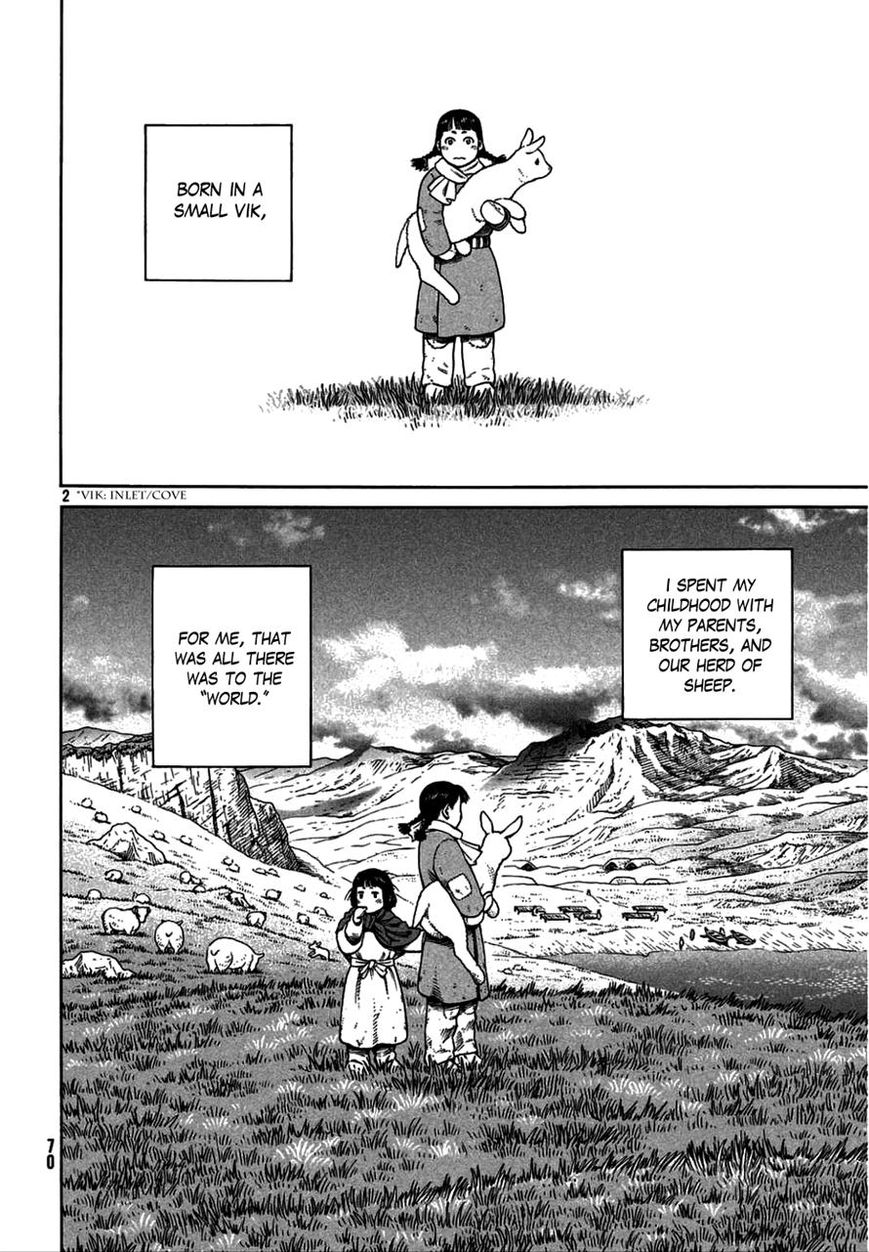 BORN IN A
SMALL VIK,
2 *VIK: INLET/COVE
I SPENT MY
CHILDHOOD WITH
MY PARENTS,
BROTHERS, AND
OUR HERD OF
SHEEP.
FOR ME, THAT
WAS ALL THERE
WAS TO THE
"WORLD."
70